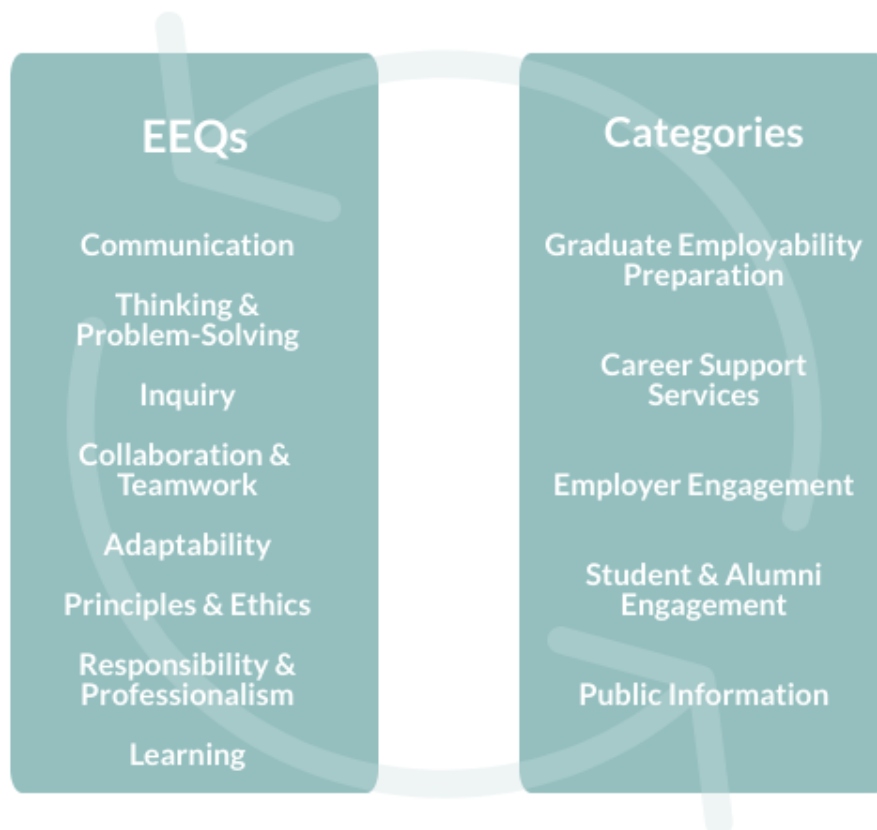 EEQs
Communication
Thinking &
Problem-Solving
Inquiry
Collaboration &
Teamwork
Adaptability
Principles & Ethics
Responsibility &
Professionalism
Learning
Categories
Graduate Employability
Preparation
Career Support
Services
Employer Engagement
Student & Alumni
Engagement
Public Information